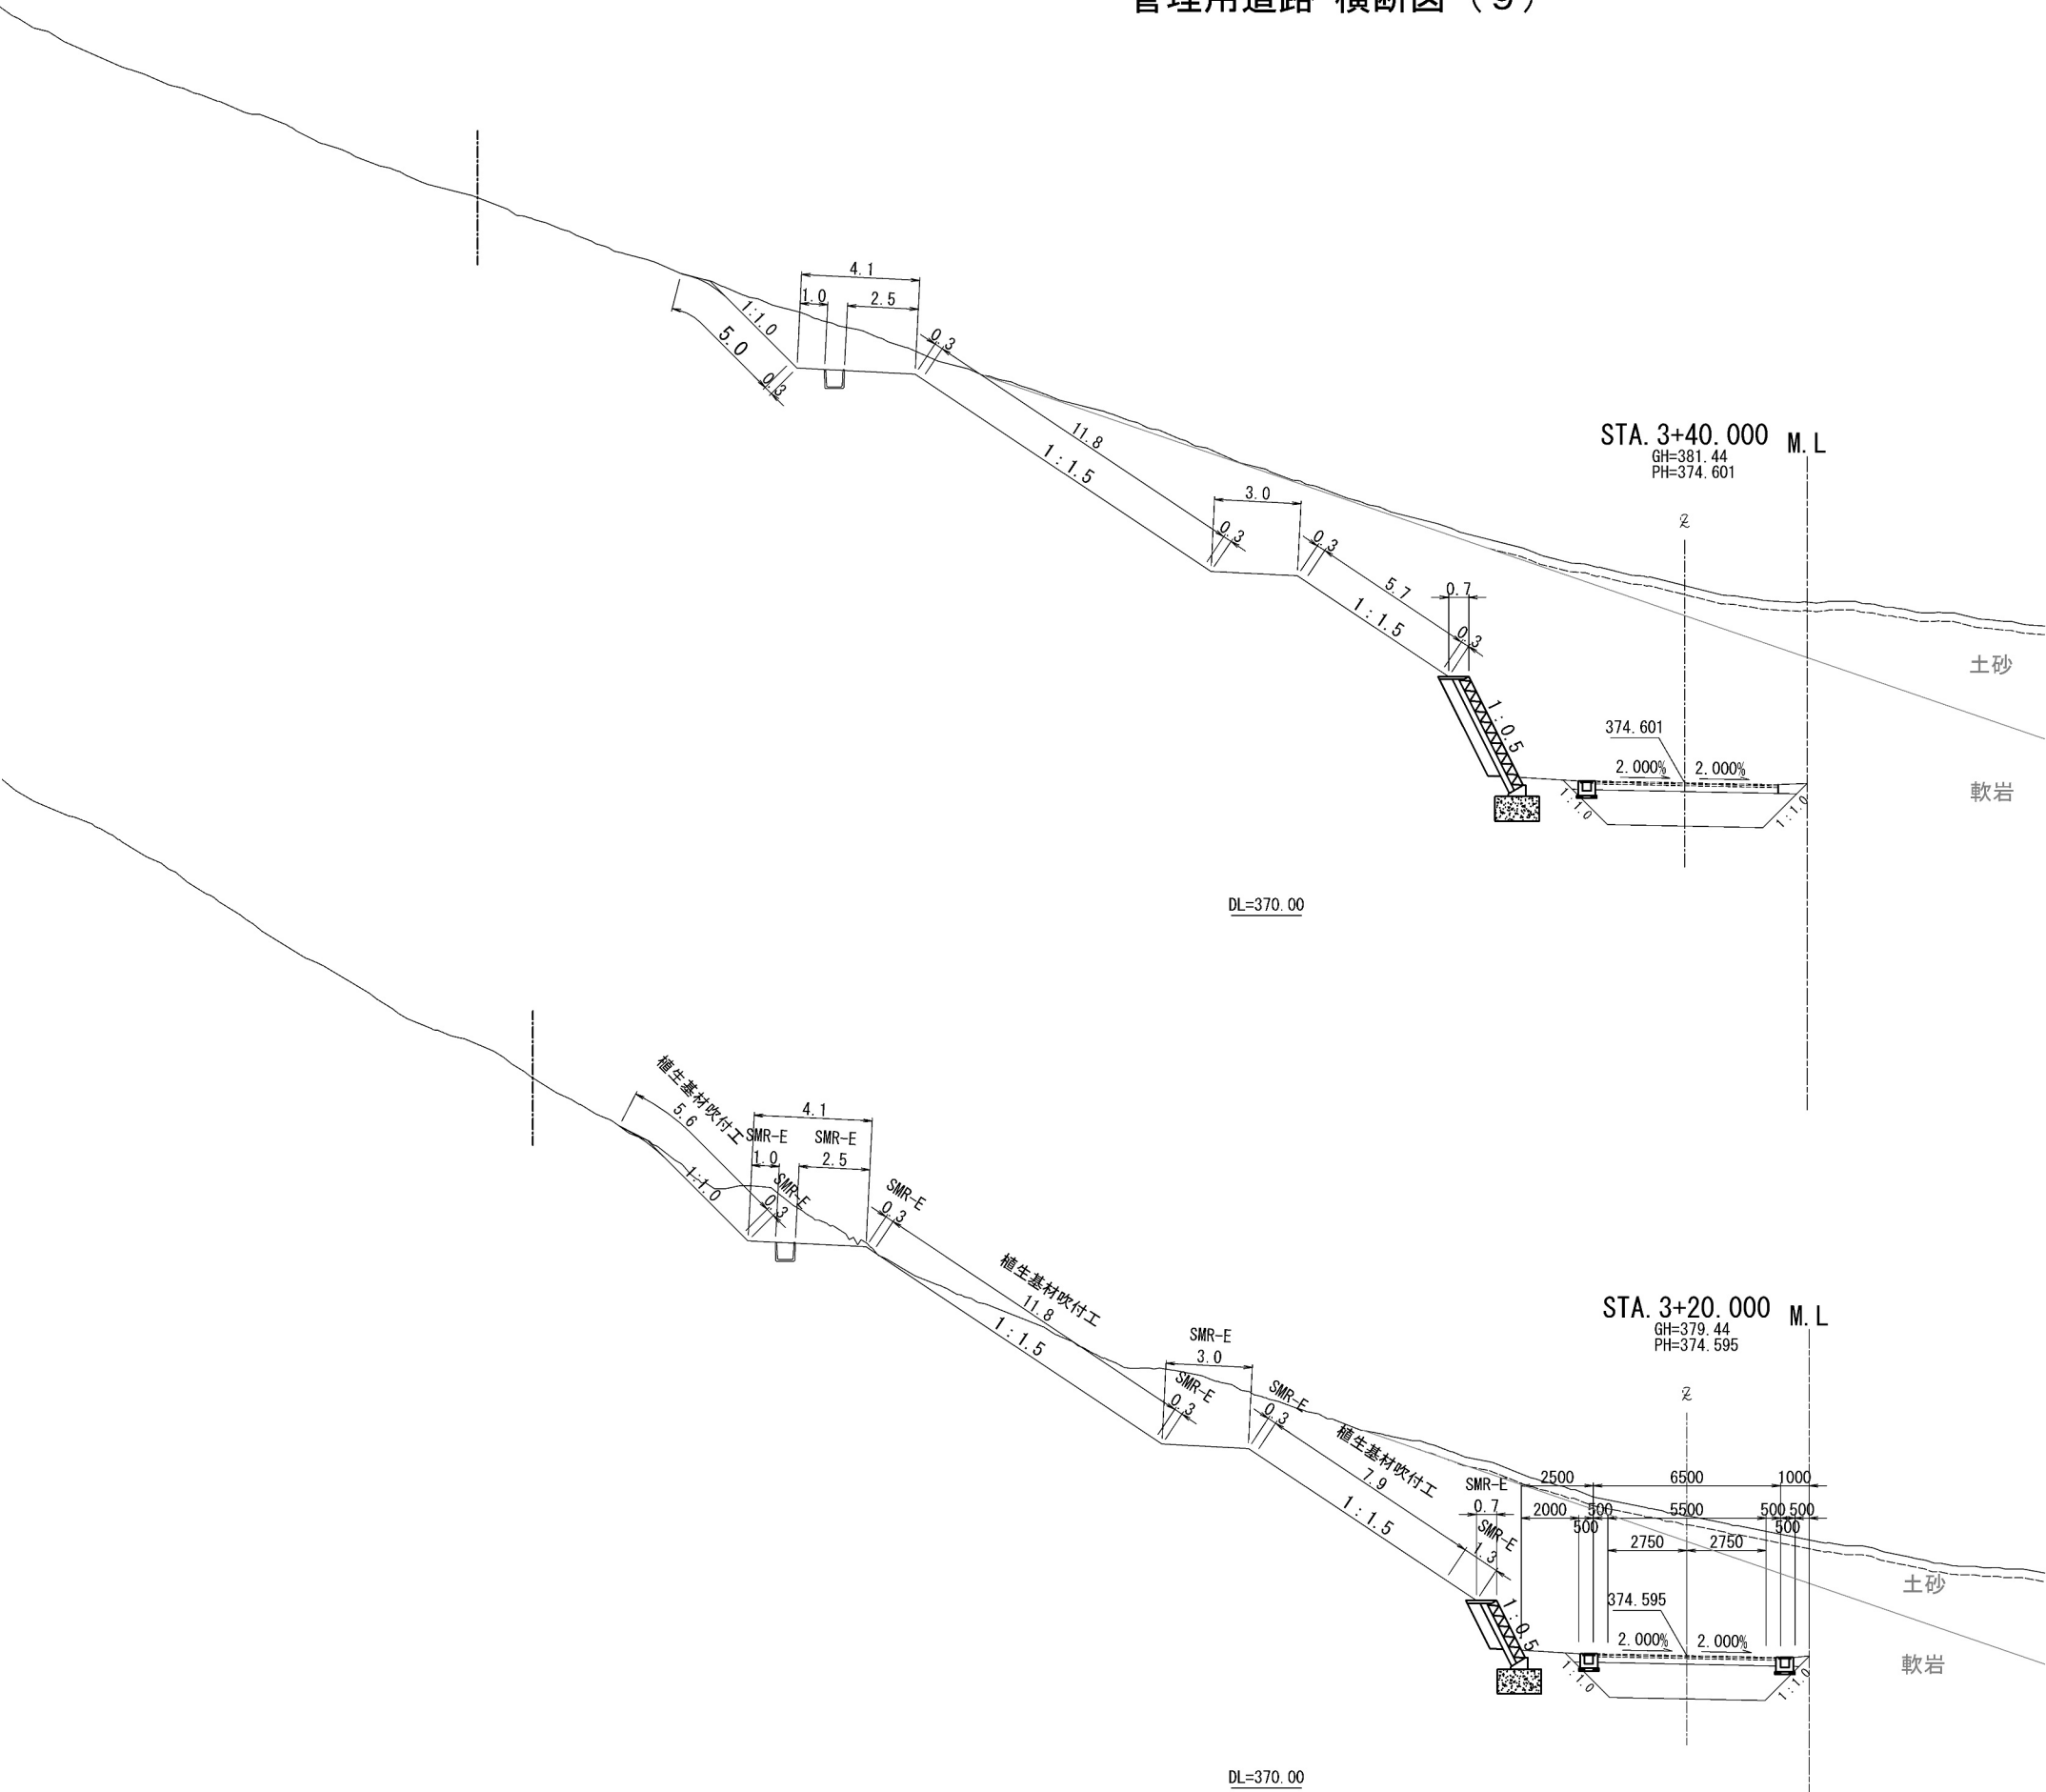 管理用道路 横断図（9）
4.1
1.0
2.5
1:1.0
5.0
0.3
0.3
11.8
1:1.5
0.3
3.0
0.3
5.7
1:1.5
0.7
0.3
1:0.5
STA.3+40.000 M.L
GH=381.44
PH=374.601
374.601
2.000% 2.000%
1:1.0
1:1.0
土砂
軟岩
DL=370.00
植生基材吹付工
5.6
1:1.0
4.1
SMR-E SMR-E
1.0 2.5
SMR-E
0.3
SMR-E
0.3
植生基材吹付工
11.8
1:1.5
SMR-E
3.0
SMR-E
0.3
SMR-E
0.3
植生基材吹付工
7.9
1:1.5
SMR-E
0.7
SMR-E
1.3
1:0.5
STA.3+20.000 M.L
GH=379.44
PH=374.595
2500 6500 1000
2000 500 5500 500 500
500 500
2750 2750
374.595
2.000% 2.000%
1:1.0
1:1.0
土砂
軟岩
DL=370.00